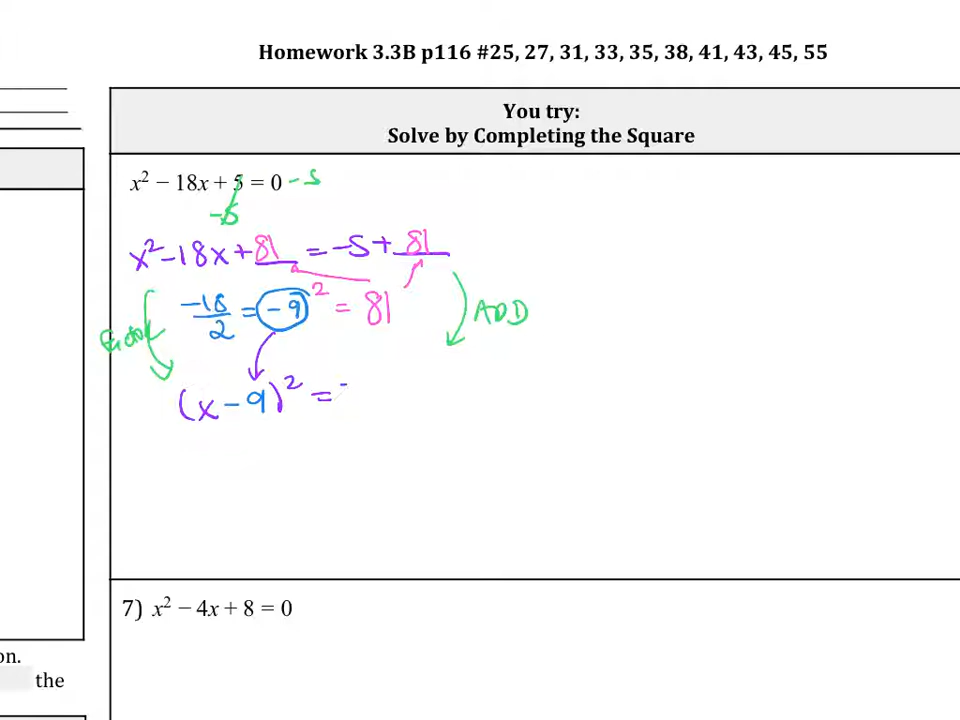 Homework 3.3B p116 #25, 27, 31, 33, 35, 38, 41, 43, 45, 55
You try:
Solve by Completing the Square
x² − 18x + 5 = 0 − 5
−5
x² − 18x + 81 = −5 + 81
−18/2 = −9² = 81
ADD
(x − 9)² =
7) x² − 4x + 8 = 0
on.
the